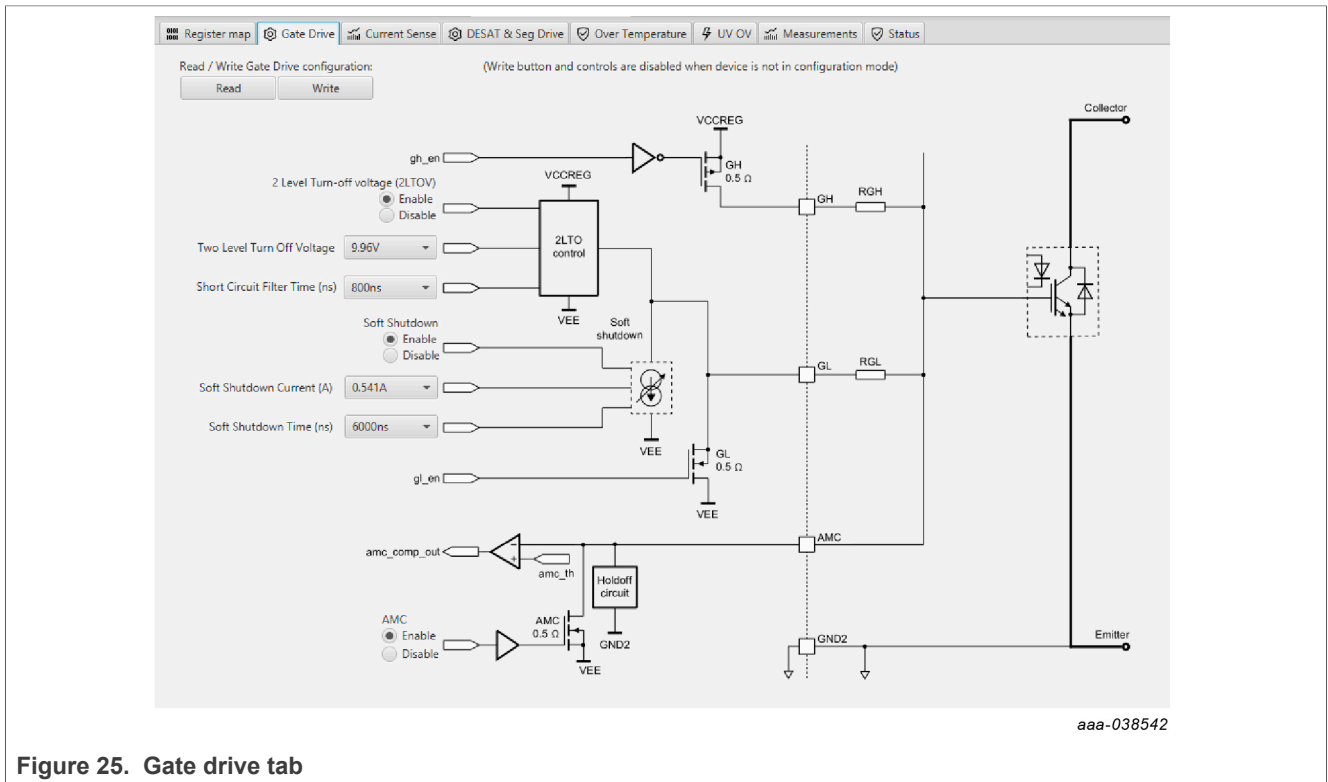 Register map Gate Drive Current Sense DESAT & Seg Drive Over Temperature UV OV Measurements Status
Read / Write Gate Drive configuration: (Write button and controls are disabled when device is not in configuration mode)
Read Write
Collector
VCCREG
gh_en
GH
0.5 Ω
2 Level Turn-off voltage (2LTOV)
Enable
Disable
VCCREG
GH RGH
2LTO
control
Two Level Turn Off Voltage 9.96V
Short Circuit Filter Time (ns) 800ns
VEE
Soft
shutdown
Soft Shutdown
Enable
Disable
GL RGL
Soft Shutdown Current (A) 0.541A
Soft Shutdown Time (ns) 6000ns
VEE
GL
0.5 Ω
gl_en
VEE
AMC
amc_comp_out
amc_th
Holdoff
circuit
GND2
AMC
Enable
Disable
AMC
0.5 Ω
VEE
GND2
Emitter
aaa-038542
Figure 25. Gate drive tab